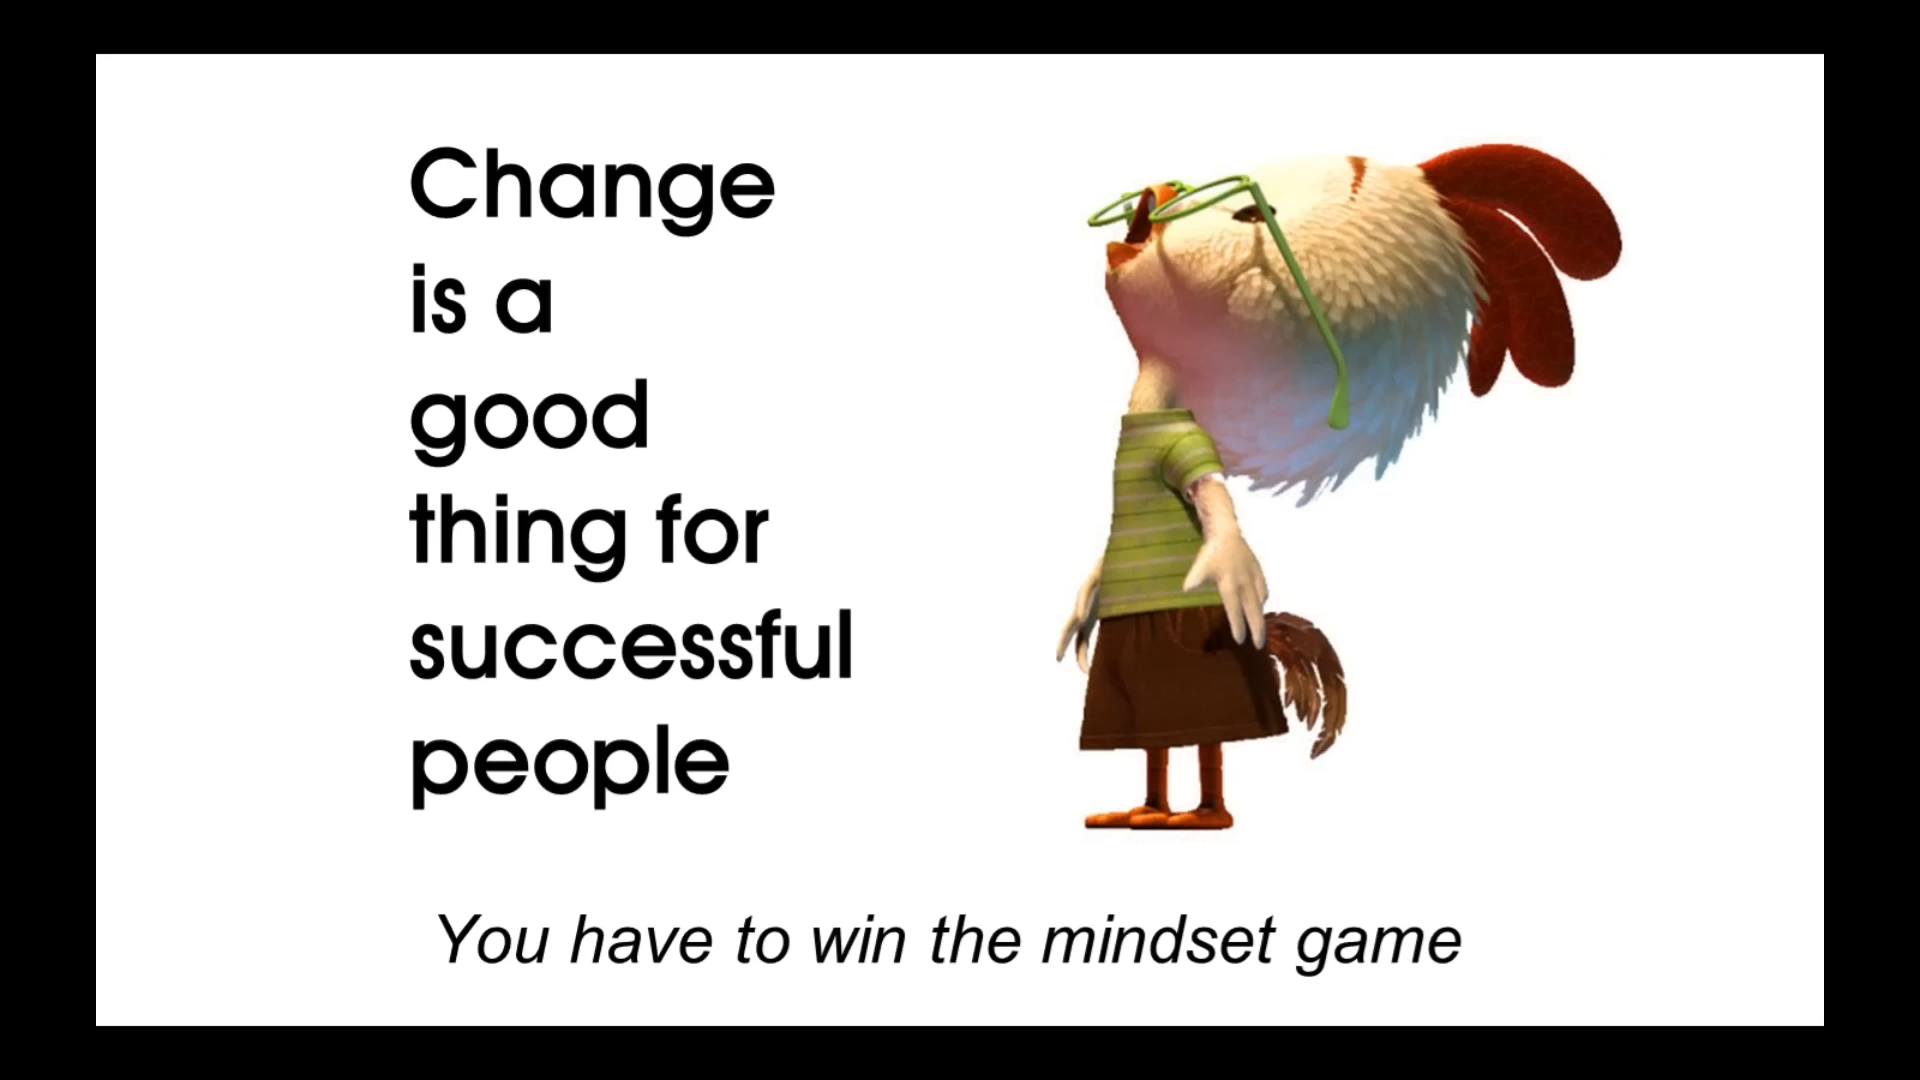 Change
is a
good
thing for
successful
people
You have to win the mindset game